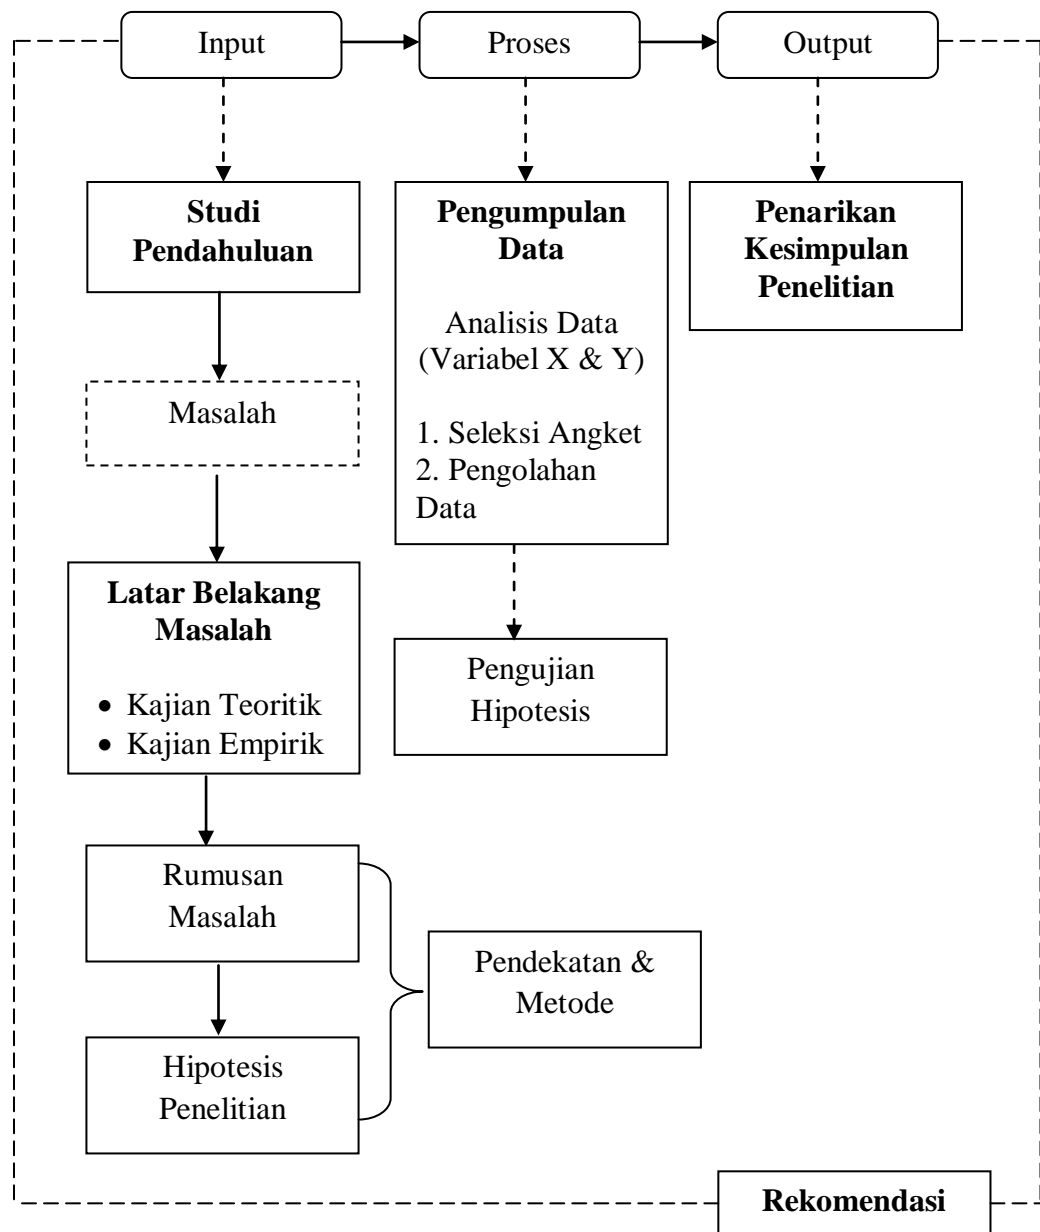 Input
Proses
Output
Studi
Pendahuluan
Masalah
Latar Belakang
Masalah
• Kajian Teoritik
• Kajian Empirik
Rumusan
Masalah
Hipotesis
Penelitian
Pendekatan &
Metode
Pengumpulan
Data
Analisis Data
(Variabel X & Y)
1. Seleksi Angket
2. Pengolahan
Data
Pengujian
Hipotesis
Penarikan
Kesimpulan
Penelitian
Rekomendasi